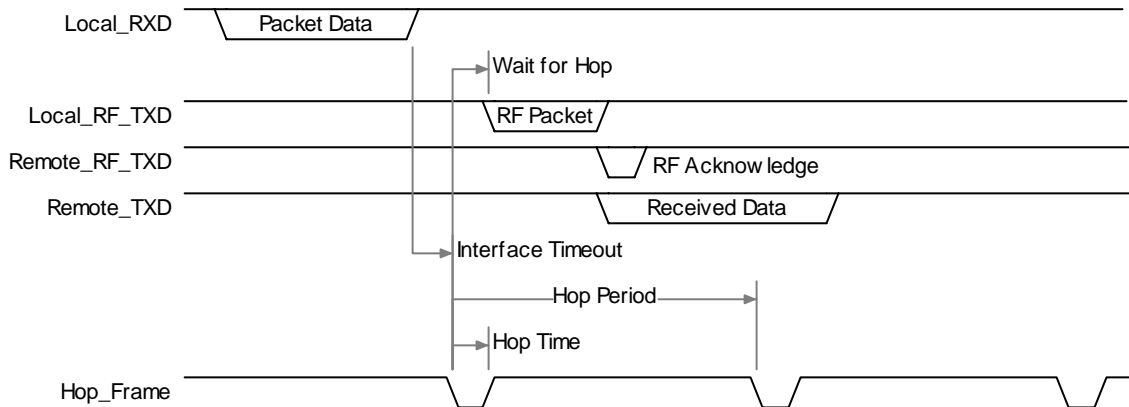 Local_RXD
Packet Data
Wait for Hop
Local_RF_TXD
RF Packet
Remote_RF_TXD
RF Acknow ledge
Remote_TXD
Received Data
Interface Timeout
Hop Period
Hop Time
Hop_Frame